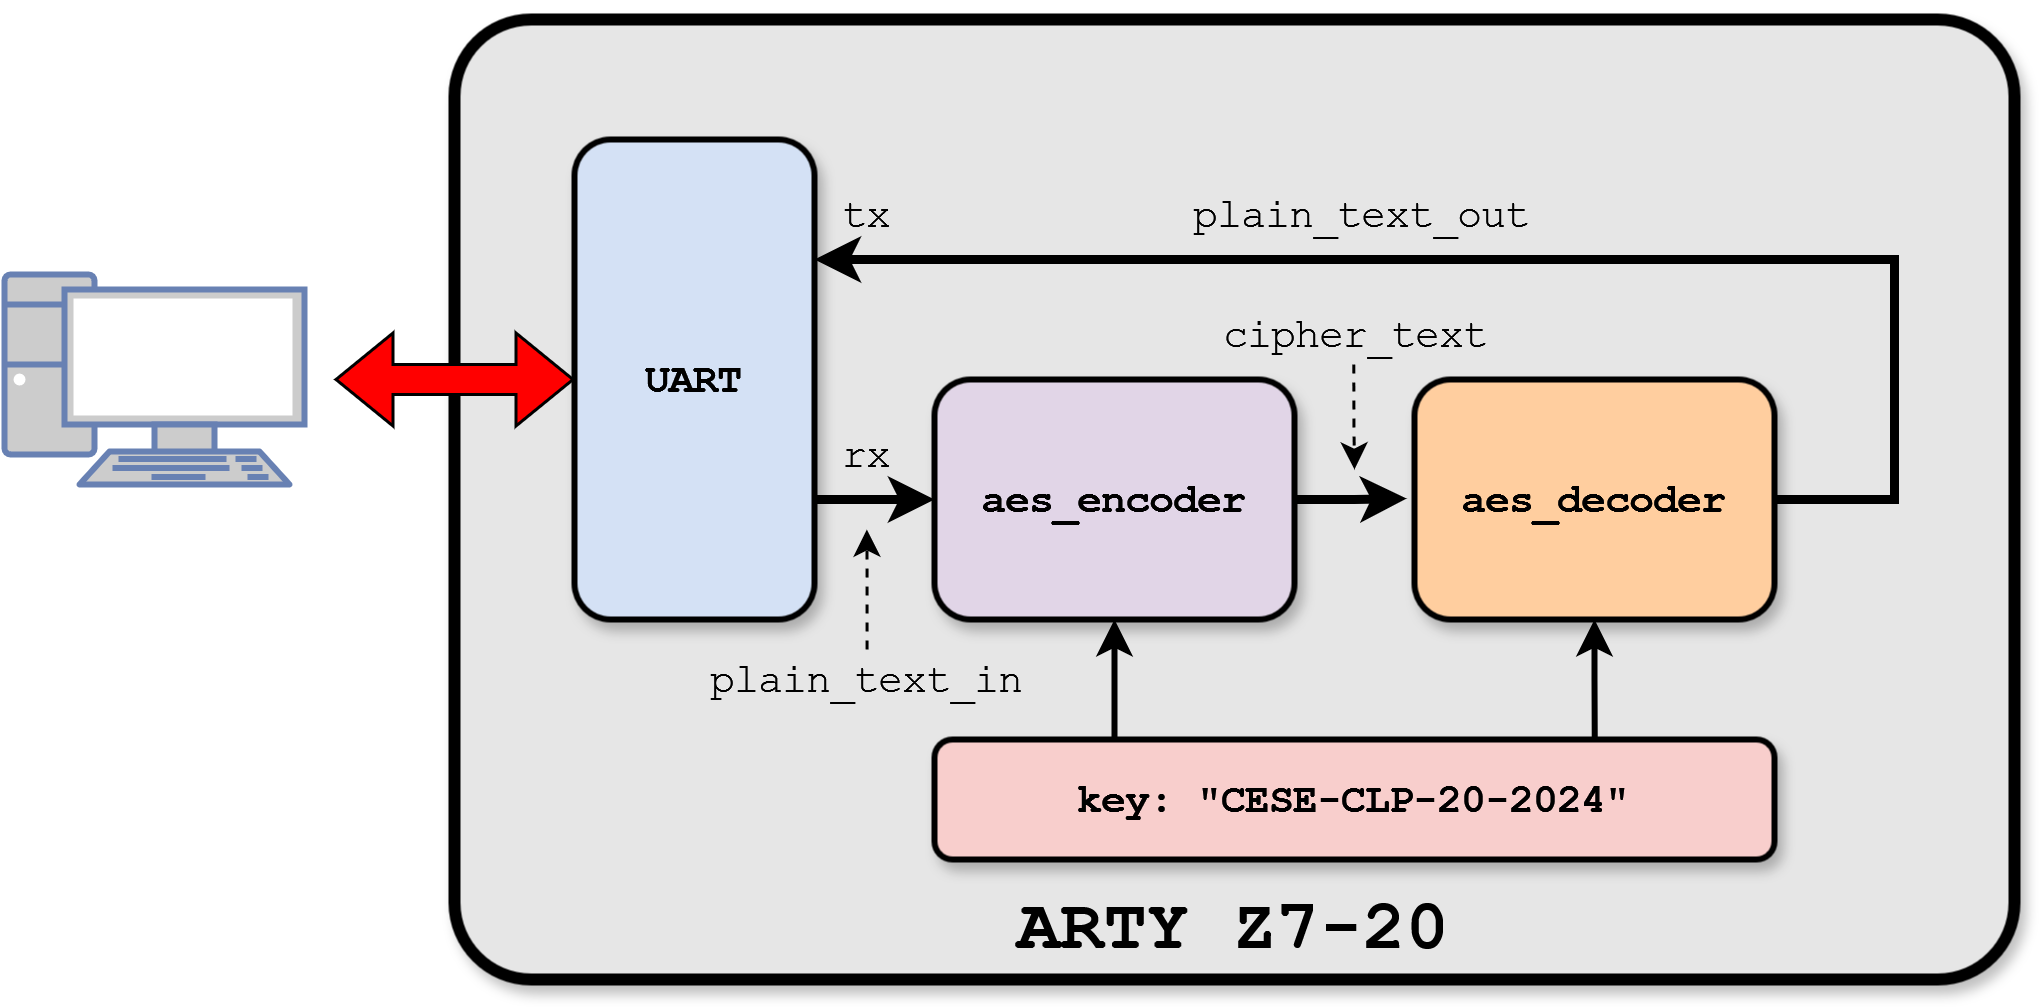 tx
plain_text_out
cipher_text
UART
rx
aes_encoder
aes_decoder
plain_text_in
key: "CESE-CLP-20-2024"
ARTY Z7-20